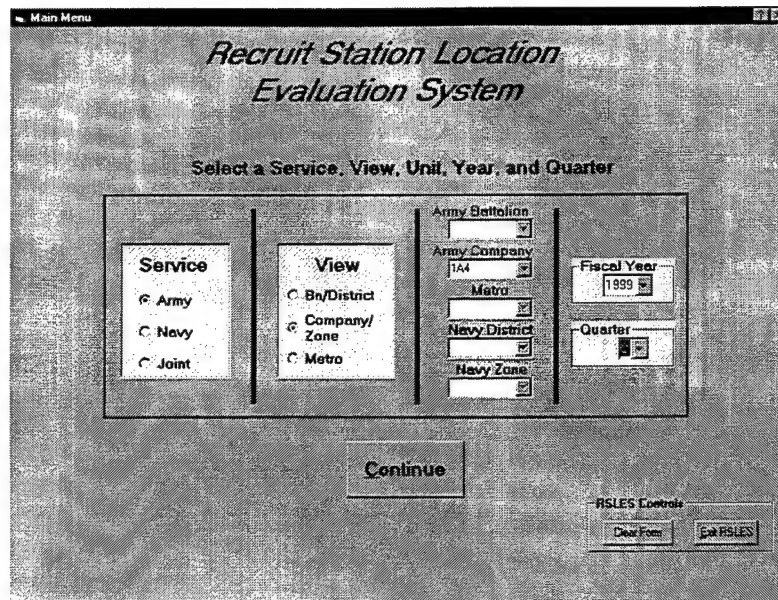 Main Menu
Recruit Station Location
Evaluation System
Select a Service, View, Unit, Year, and Quarter
Service
Army
Navy
Joint
View
Bn/District
Company/
Zone
Metro
Army Battalion
Army Company
1A4
Metro
Navy District
Navy Zone
Fiscal Year
1999
Quarter
Continue
RSLES Controls
Clear Form
Exit RSLES